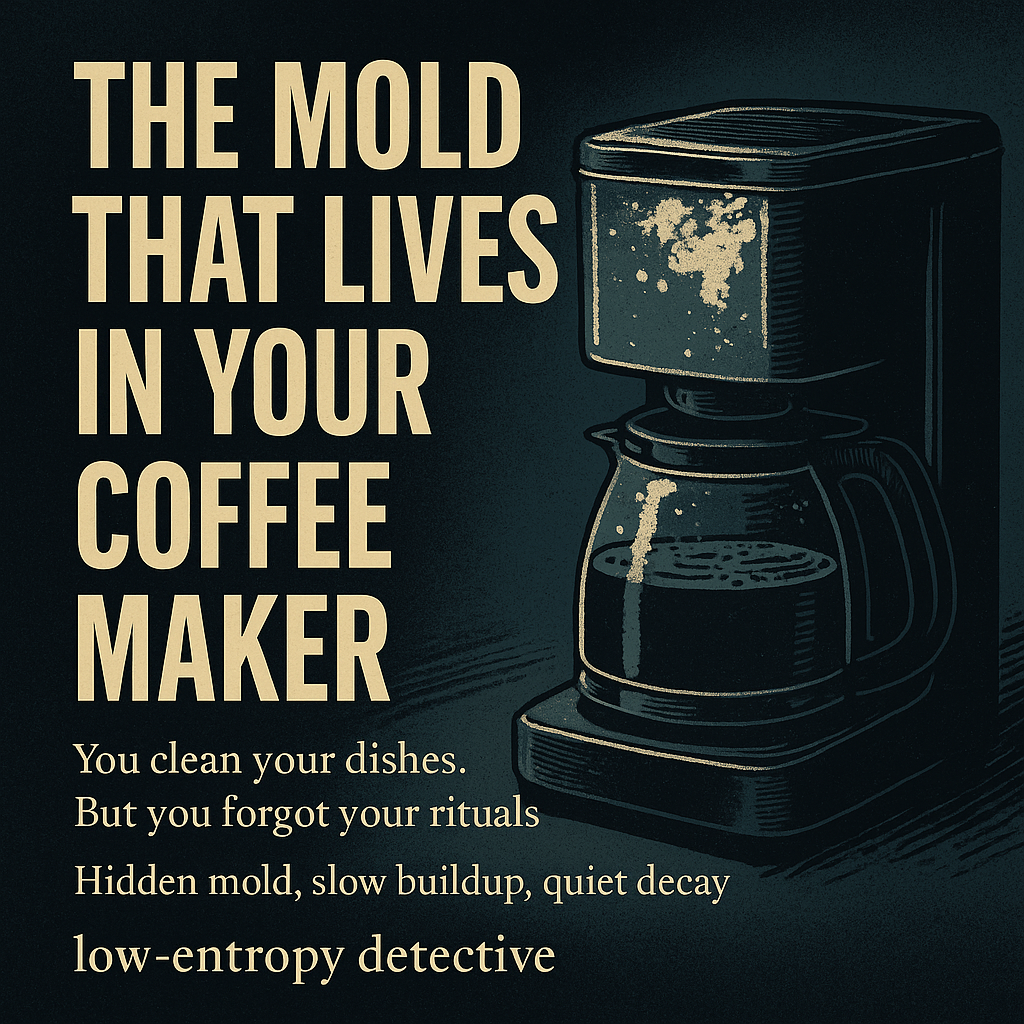 THE MOLD
THAT LIVES
IN YOUR
COFFEE
MAKER
You clean your dishes.
But you forgot your rituals
Hidden mold, slow buildup, quiet decay
low-entropy detective